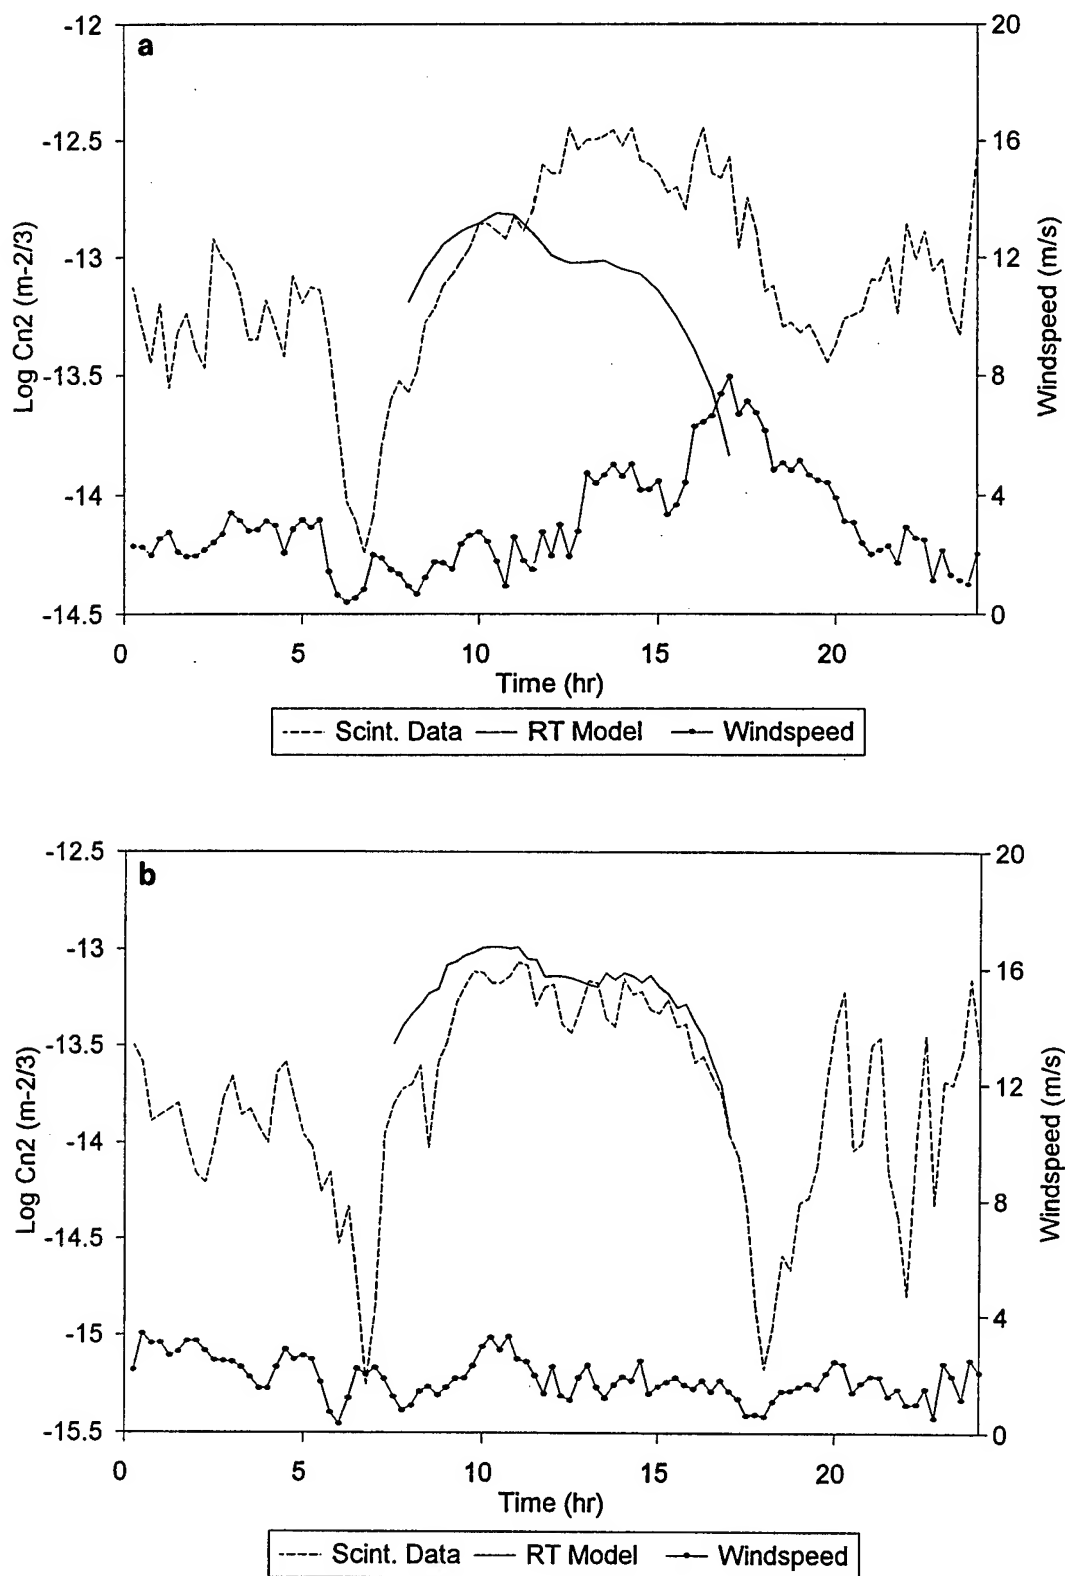 a
-12
-12.5
-13
-13.5
-14
-14.5
Log Cn2 (m-2/3)
20
16
12
8
4
0
Windspeed (m/s)
0 5 10 15 20
Time (hr)
Scint. Data RT Model Windspeed
b
-12.5
-13
-13.5
-14
-14.5
-15
-15.5
Log Cn2 (m-2/3)
20
16
12
8
4
0
Windspeed (m/s)
0 5 10 15 20
Time (hr)
Scint. Data RT Model Windspeed